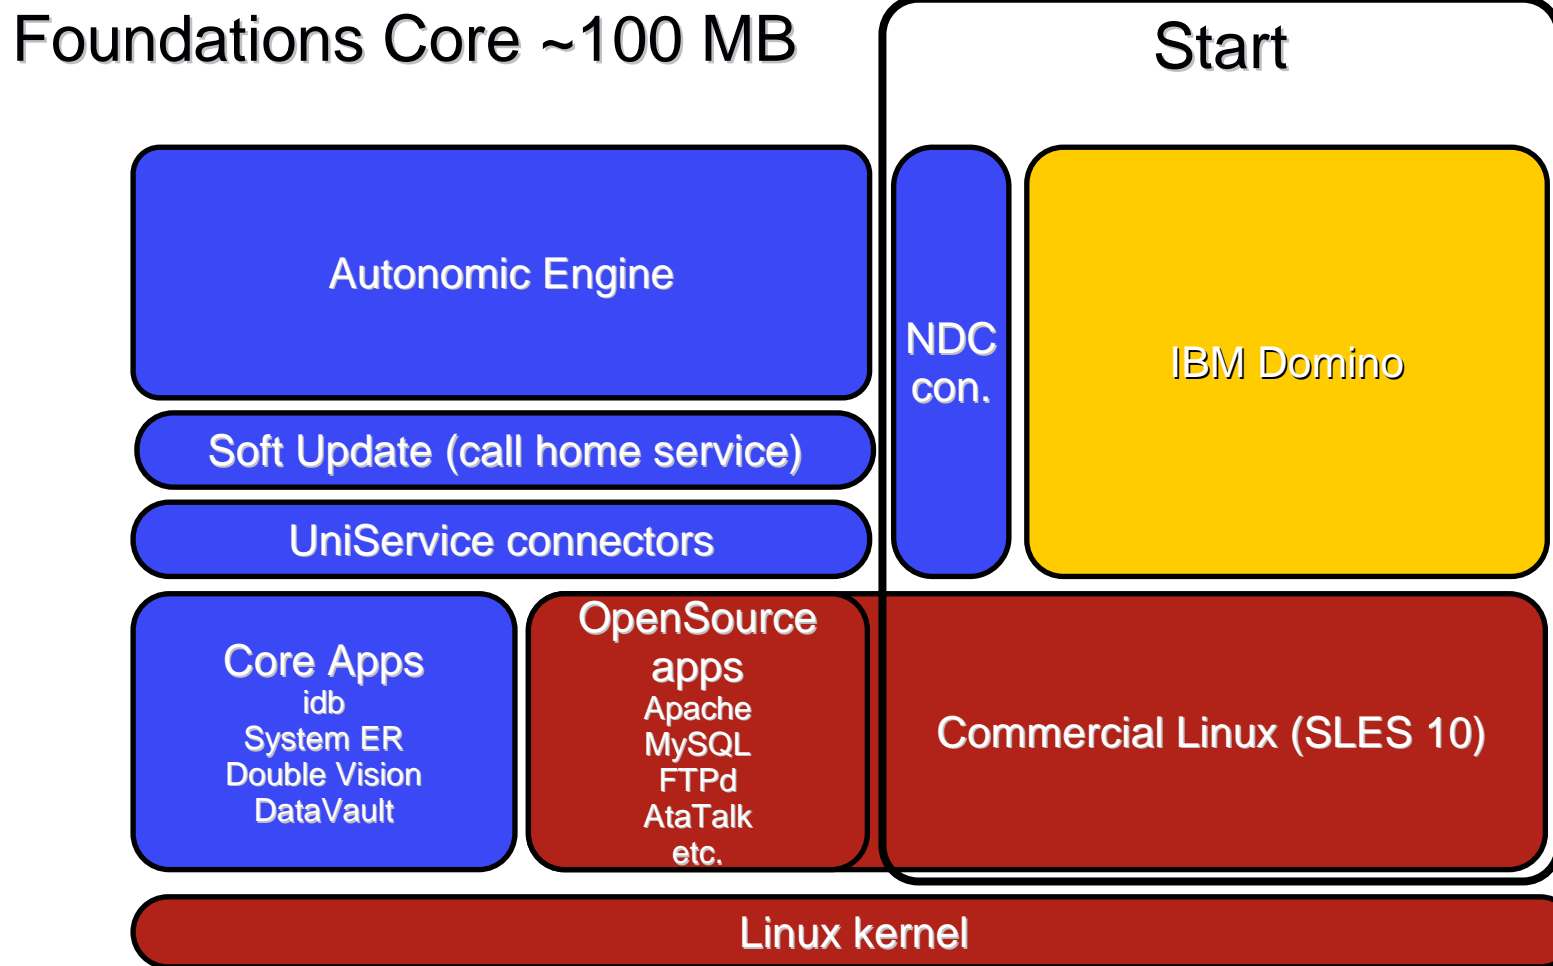 Foundations Core ~100 MB
Start
Autonomic Engine
NDC
con.
IBM Domino
Soft Update (call home service)
UniService connectors
Core Apps
idb
System ER
Double Vision
DataVault
OpenSource
apps
Apache
MySQL
FTPd
AtaTalk
etc.
Commercial Linux (SLES 10)
Linux kernel